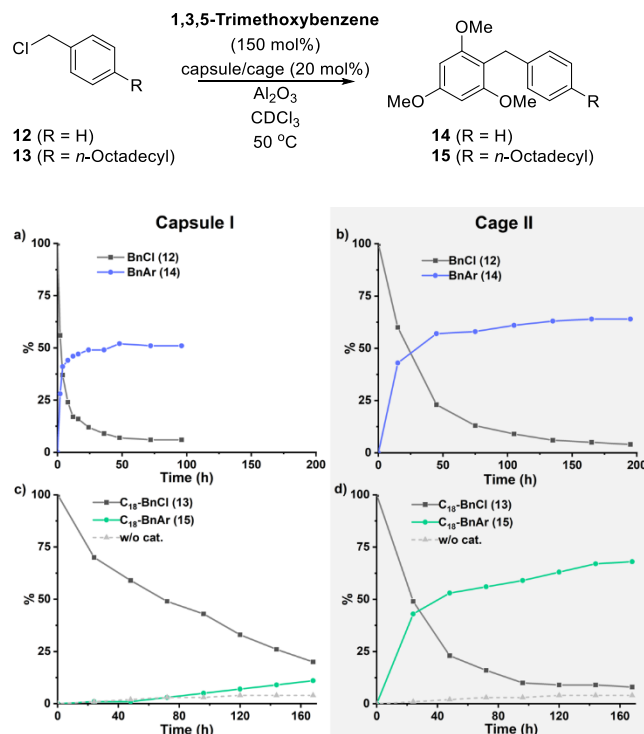 1,3,5-Trimethoxybenzene
(150 mol%)
capsule/cage (20 mol%)
Al₂O₃
CDCl₃
50 °C
Cl
R
12 (R = H)
13 (R = n-Octadecyl)
OMe
MeO
OMe
R
14 (R = H)
15 (R = n-Octadecyl)
Capsule I
Cage II
a)
BnCl (12)
BnAr (14)
%
100
75
50
25
0
0
50
100
150
200
Time (h)
b)
BnCl (12)
BnAr (14)
%
100
75
50
25
0
0
50
100
150
200
Time (h)
c)
C₁₈-BnCl (13)
C₁₈-BnAr (15)
w/o cat.
%
100
75
50
25
0
0
40
80
120
160
Time (h)
d)
C₁₈-BnCl (13)
C₁₈-BnAr (15)
w/o cat.
%
100
75
50
25
0
0
40
80
120
160
Time (h)